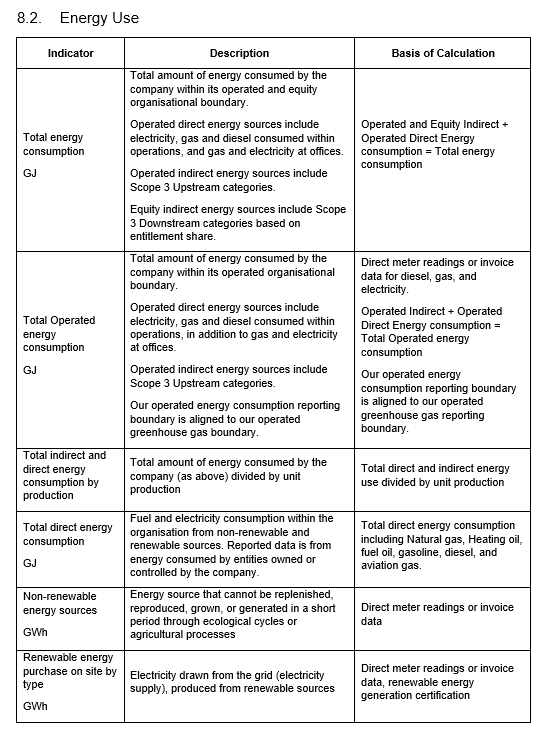 8.2. Energy Use
Indicator
Description
Basis of Calculation
Total energy
consumption
GJ
Total amount of energy consumed by the
company within its operated and equity
organisational boundary.
Operated direct energy sources include
electricity, gas and diesel consumed within
operations, and gas and electricity at offices.
Operated indirect energy sources include
Scope 3 Upstream categories.
Equity indirect energy sources include Scope
3 Downstream categories based on
entitlement share.
Operated and Equity Indirect +
Operated Direct Energy
consumption = Total energy
consumption
Total Operated
energy
consumption
GJ
Total amount of energy consumed by the
company within its operated organisational
boundary.
Operated direct energy sources include
electricity, gas and diesel consumed within
operations, in addition to gas and electricity
at offices.
Operated indirect energy sources include
Scope 3 Upstream categories.
Our operated energy consumption reporting
boundary is aligned to our operated
greenhouse gas boundary.
Direct meter readings or invoice
data for diesel, gas, and
electricity.
Operated Indirect + Operated
Direct Energy consumption =
Total Operated energy
consumption
Our operated energy
consumption reporting boundary
is aligned to our operated
greenhouse gas reporting
boundary.
Total indirect and
direct energy
consumption by
production
Total amount of energy consumed by the
company (as above) divided by unit
production
Total direct and indirect energy
use divided by unit production
Total direct energy
consumption
GJ
Fuel and electricity consumption within the
organisation from non-renewable and
renewable sources. Reported data is from
energy consumed by entities owned or
controlled by the company.
Total direct energy consumption
including Natural gas, Heating oil,
fuel oil, gasoline, diesel, and
aviation gas.
Non-renewable
energy sources
GWh
Energy source that cannot be replenished,
reproduced, grown, or generated in a short
period through ecological cycles or
agricultural processes
Direct meter readings or invoice
data
Renewable energy
purchase on site by
type
GWh
Electricity drawn from the grid (electricity
supply), produced from renewable sources
Direct meter readings or invoice
data, renewable energy
generation certification